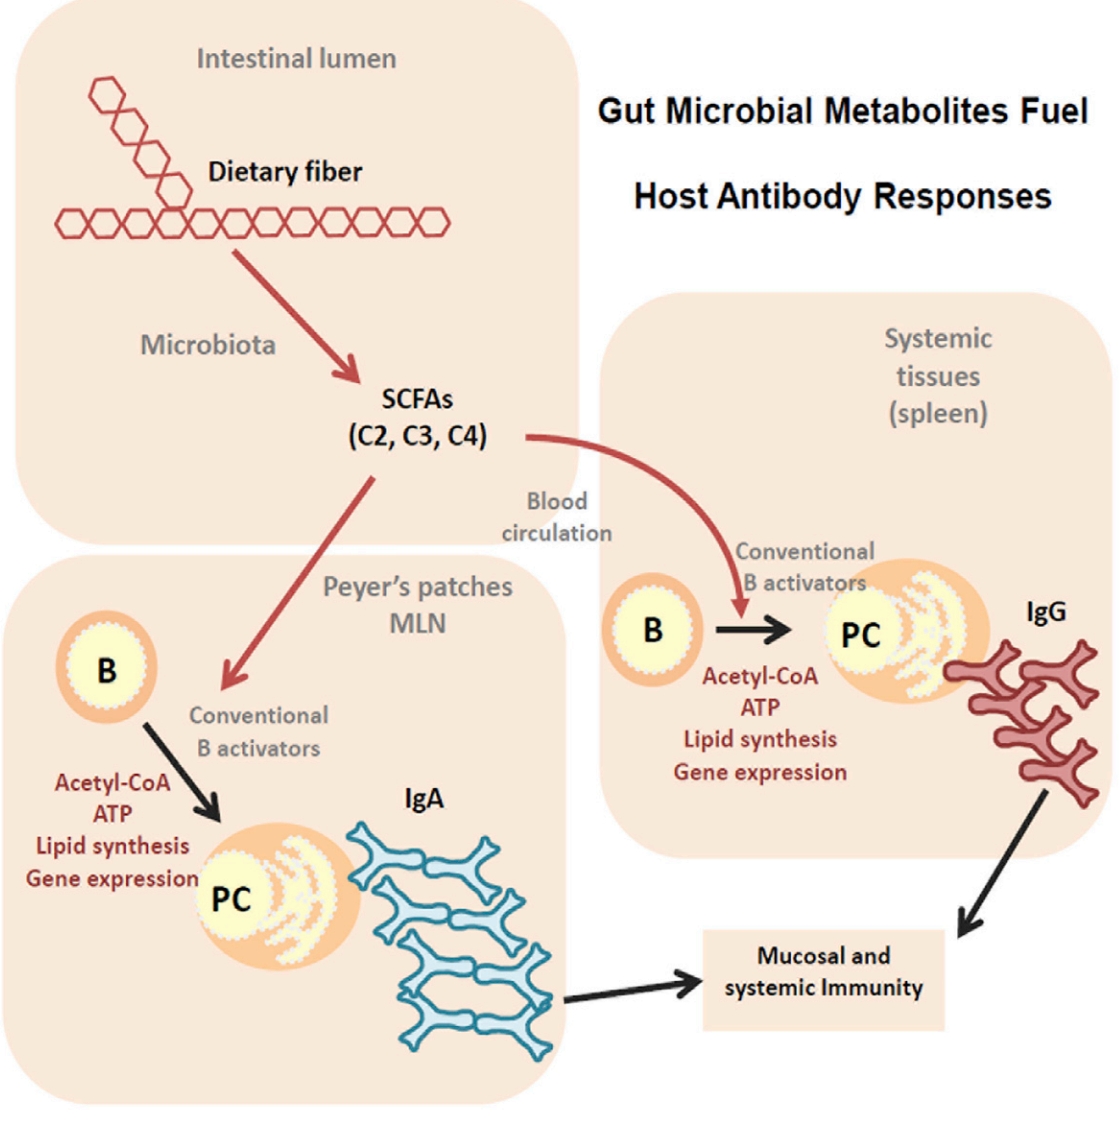 Intestinal lumen
Gut Microbial Metabolites Fuel
Host Antibody Responses
Dietary fiber
Microbiota
SCFAs
(C2, C3, C4)
Blood
circulation
Systemic
tissues
(spleen)
Conventional
B activators
B
PC
IgG
Acetyl-CoA
ATP
Lipid synthesis
Gene expression
Peyer’s patches
MLN
B
Conventional
B activators
Acetyl-CoA
ATP
Lipid synthesis
Gene expression
PC
IgA
Mucosal and
systemic Immunity